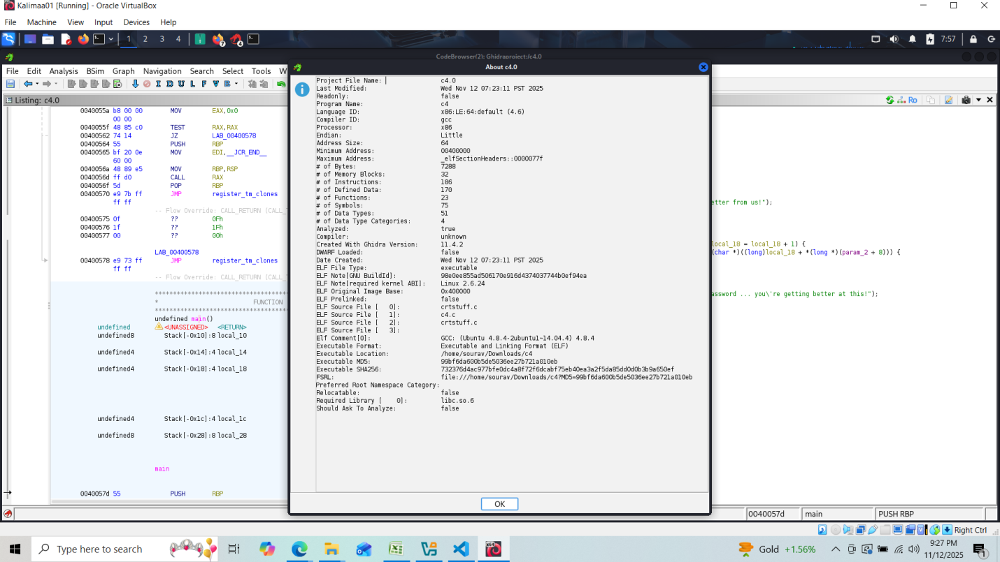 Kalimaa01 [Running] - Oracle VirtualBox
File Machine View Input Devices Help
1 2 3 4 7 4 7:57
CodeBrowser(2): Ghidraproject:/c4.0
File Edit Analysis BSim Graph Navigation Search Select Tools W
I D U L F V B
Listing: c4.0
0040055a b8 00 00 MOV EAX,0x0
00 00
0040055f 48 85 c0 TEST RAX,RAX
00400562 74 14 JZ LAB_00400578
00400564 55 PUSH RBP
00400565 bf 20 0e MOV EDI,__JCR_END__
60 00
0040056a 48 89 e5 MOV RBP,RSP
0040056d ff d0 CALL RAX
0040056f 5d POP RBP
00400570 e9 7b ff JMP register_tm_clones
ff ff
-- Flow Override: CALL_RETURN (CALL_
00400575 0f ?? 0Fh
00400576 1f ?? 1Fh
00400577 00 ?? 00h
LAB_00400578
00400578 e9 73 ff JMP register_tm_clones
ff ff
-- Flow Override: CALL_RETURN (CALL_
****************************************
* FUNCTION
****************************************
undefined main()
undefined <UNASSIGNED> <RETURN>
undefined8 Stack[-0x10]:8 local_10
undefined4 Stack[-0x14]:4 local_14
undefined4 Stack[-0x18]:4 local_18
undefined4 Stack[-0x1c]:4 local_1c
undefined8 Stack[-0x28]:8 local_28
main
0040057d 55 PUSH RBP
About c4.0
Project File Name: c4.0
Last Modified: Wed Nov 12 07:23:11 PST 2025
Readonly: false
Program Name: c4
Language ID: x86:LE:64:default (4.6)
Compiler ID: gcc
Processor: x86
Endian: Little
Address Size: 64
Minimum Address: 00400000
Maximum Address: _elfSectionHeaders::0000077f
# of Bytes: 7288
# of Memory Blocks: 32
# of Instructions: 186
# of Defined Data: 170
# of Functions: 23
# of Symbols: 75
# of Data Types: 51
# of Data Type Categories: 4
Analyzed: true
Compiler: unknown
Created With Ghidra Version: 11.4.2
DWARF Loaded: false
Date Created: Wed Nov 12 07:23:11 PST 2025
ELF File Type: executable
ELF Note[GNU BuildId]: 98e0ee855ad506170e916d4374037744b0ef94ea
ELF Note[required kernel ABI]: Linux 2.6.24
ELF Original Image Base: 0x400000
ELF Prelinked: false
ELF Source File [ 0]: crtstuff.c
ELF Source File [ 1]: c4.c
ELF Source File [ 2]: crtstuff.c
ELF Source File [ 3]:
Elf Comment[0]: GCC: (Ubuntu 4.8.4-2ubuntu1~14.04.4) 4.8.4
Executable Format: Executable and Linking Format (ELF)
Executable Location: /home/sourav/Downloads/c4
Executable MD5: 99bf6da600b5de5036ee27b721a010eb
Executable SHA256: 732376d4ac977bfe0dc4a8f72f6dcabf75eb40ea3a2f5da85dd0d0b3b9a650ef
FSRL: file:///home/sourav/Downloads/c4?MD5=99bf6da600b5de5036ee27b721a010eb
Preferred Root Namespace Category:
Relocatable: false
Required Library [ 0]: libc.so.6
Should Ask To Analyze: false
OK
Ro
etter from us!");
local_18 = local_18 + 1) {
(char *)((long)local_18 + *(long *)(param_2 + 8))) {
assword ... you\'re getting better at this!");
0040057d main PUSH RBP
Right Ctrl
Type here to search
Gold +1.56%
9:27 PM
11/12/2025
1